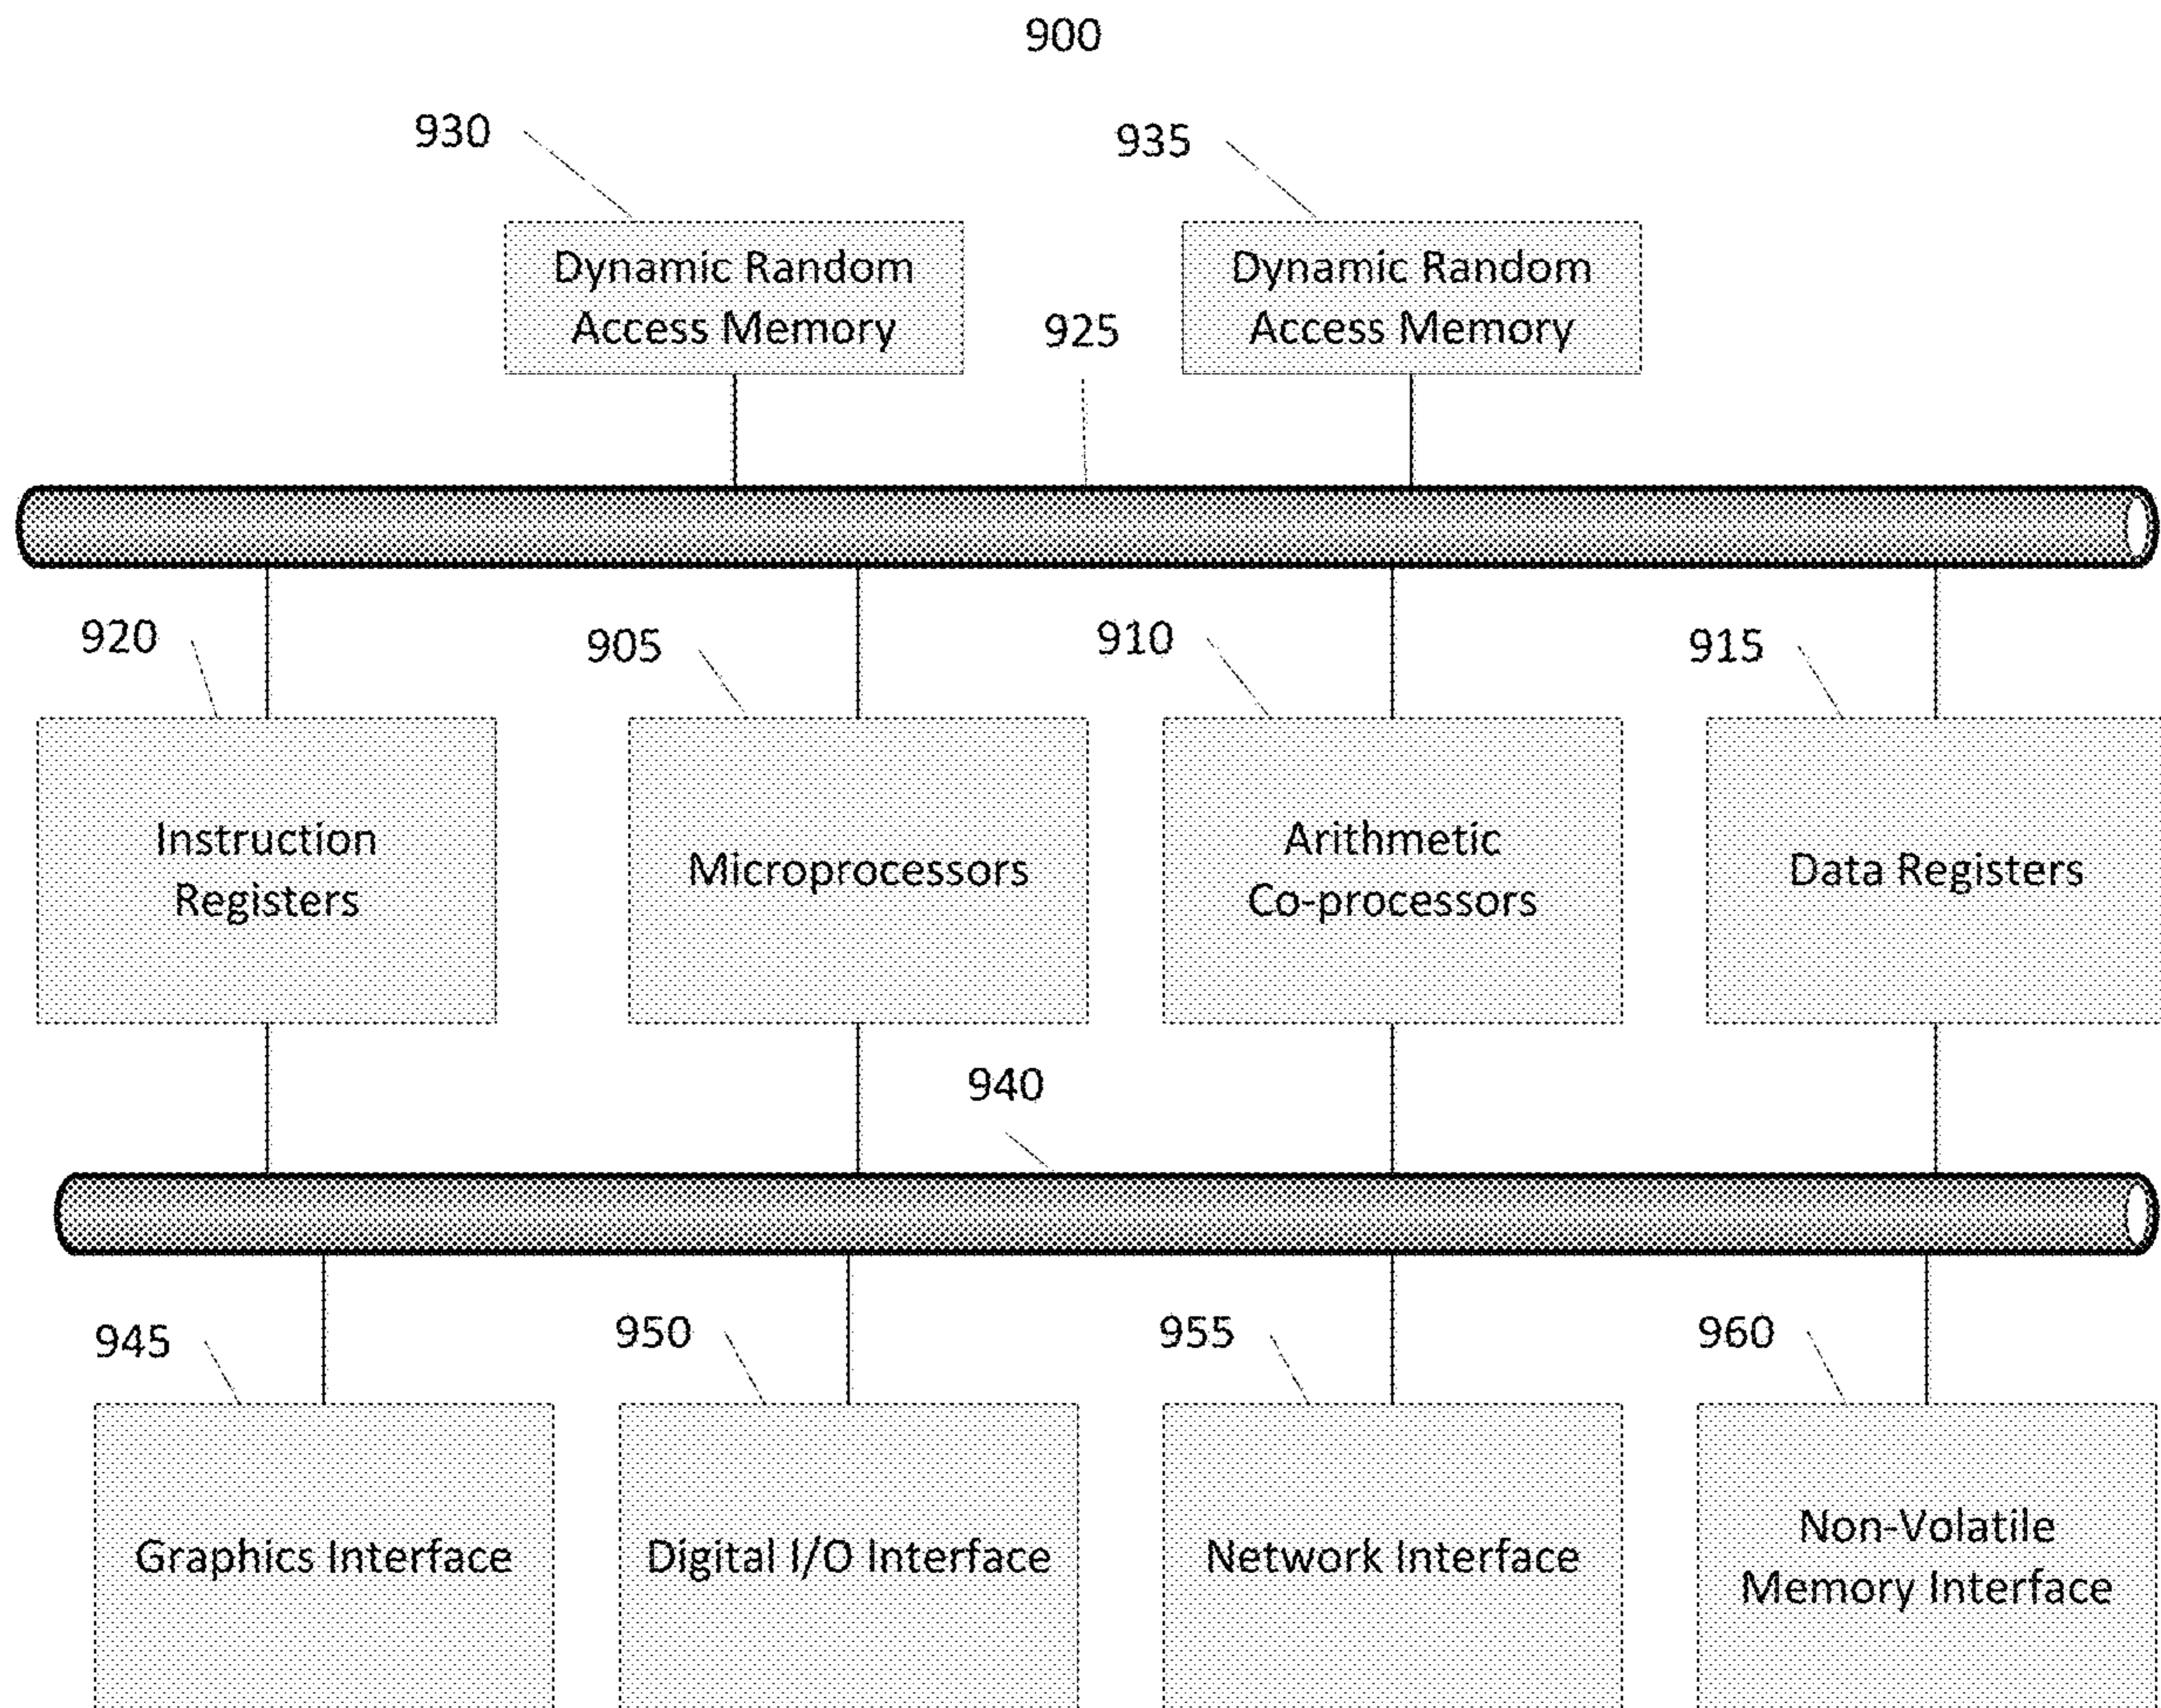 900
930
935
Dynamic Random
Access Memory
925
Dynamic Random
Access Memory
920
905
910
915
Instruction
Registers
Microprocessors
Arithmetic
Co-processors
Data Registers
940
945
950
955
960
Graphics Interface
Digital I/O Interface
Network Interface
Non-Volatile
Memory Interface